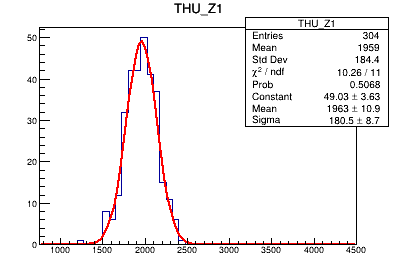 THU_Z1
THU_Z1
Entries 304
Mean 1959
Std Dev 184.4
χ² / ndf 10.26 / 11
Prob 0.5068
Constant 49.03 ± 3.63
Mean 1963 ± 10.9
Sigma 180.5 ± 8.7
50
40
30
20
10
0
1000 1500 2000 2500 3000 3500 4000 4500